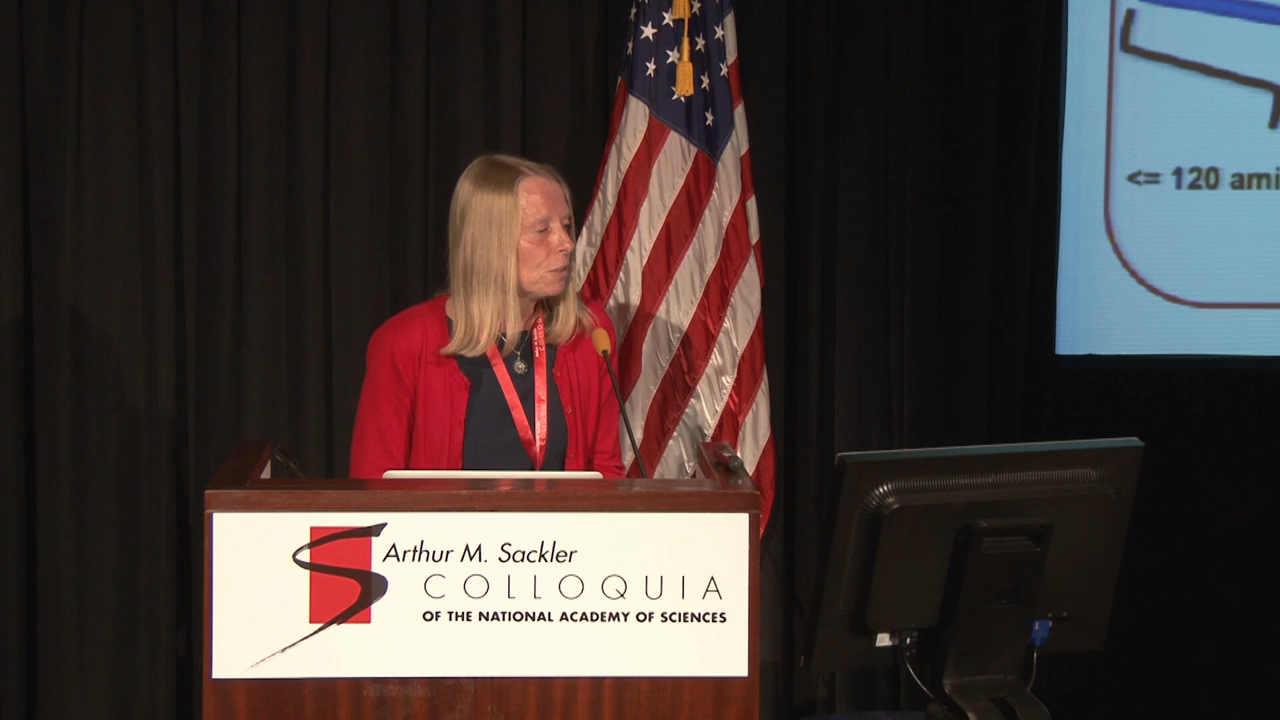 <= 120 ami
Arthur M. Sackler
COLLOQUIA
OF THE NATIONAL ACADEMY OF SCIENCES